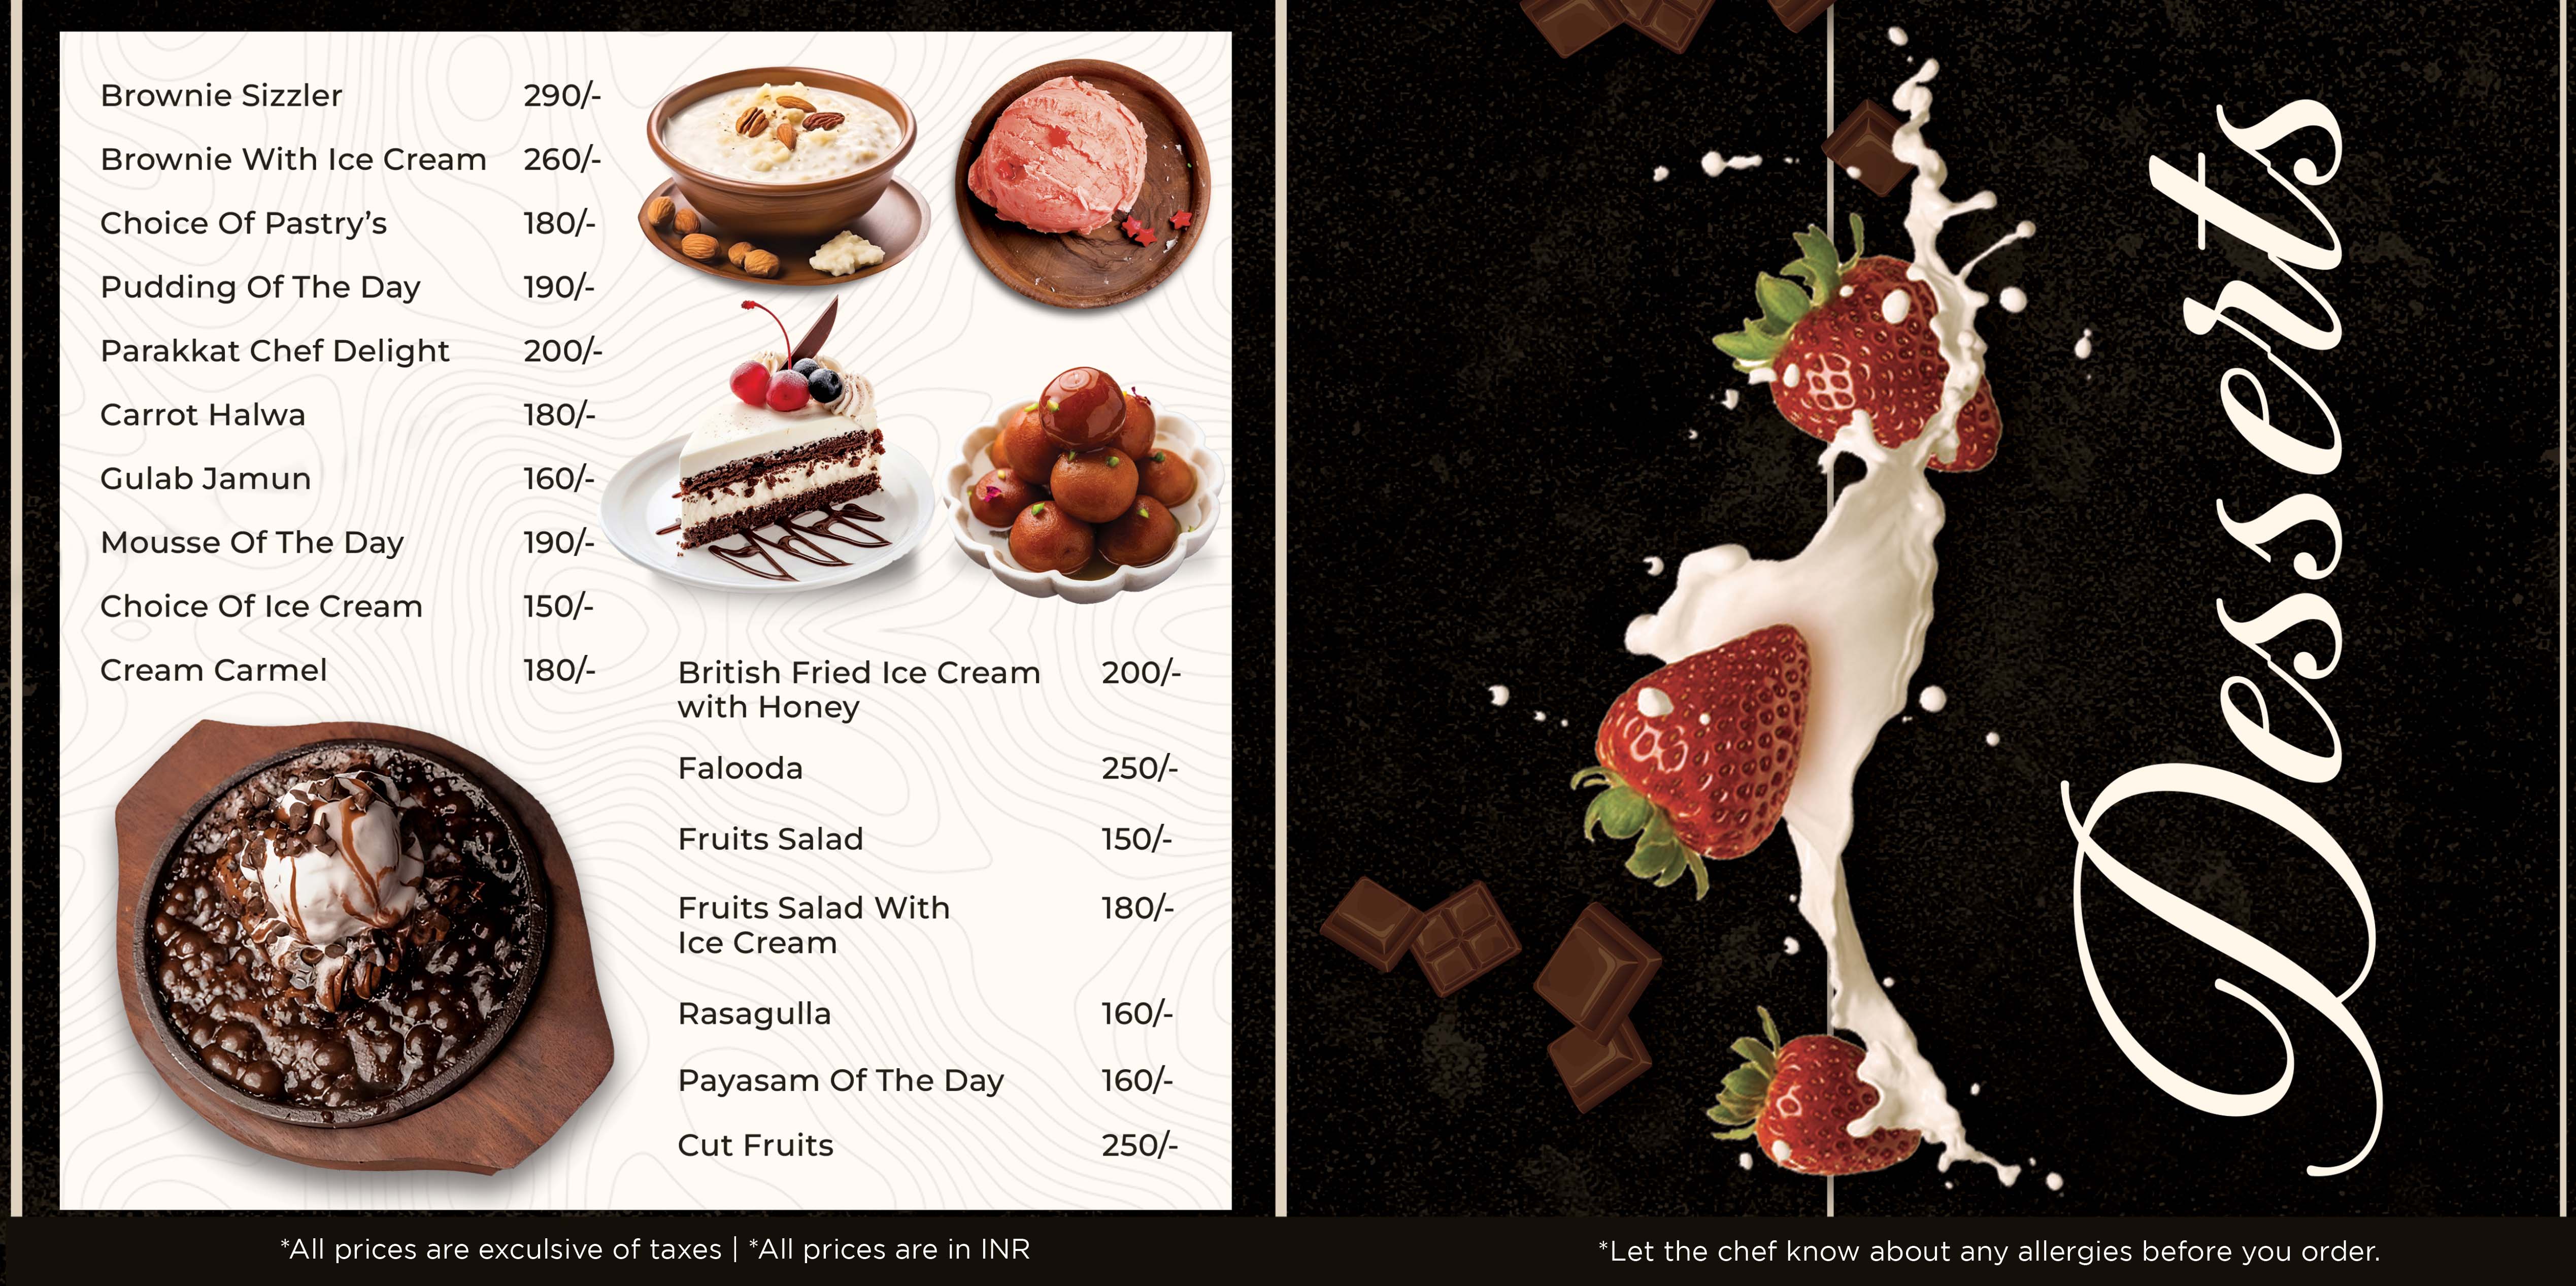 Brownie Sizzler 290/-
Brownie With Ice Cream 260/-
Choice Of Pastry’s 180/-
Pudding Of The Day 190/-
Parakkat Chef Delight 200/-
Carrot Halwa 180/-
Gulab Jamun 160/-
Mousse Of The Day 190/-
Choice Of Ice Cream 150/-
Cream Carmel 180/-
British Fried Ice Cream 200/-
with Honey
Falooda 250/-
Fruits Salad 150/-
Fruits Salad With 180/-
Ice Cream
Rasagulla 160/-
Payasam Of The Day 160/-
Cut Fruits 250/-
*All prices are exculsive of taxes | *All prices are in INR
Desserts
*Let the chef know about any allergies before you order.